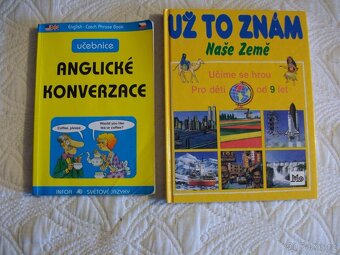 English - Czech Phrase Book
učebnice
ANGLICKÉ
KONVERZACE
Coffee, please!
Would you like
tea or coffee?
INFOA
SVĚTOVÉ JAZYKY
UŽ TO ZNÁM
Naše Země
Učíme se hrou
Pro děti od 9 let